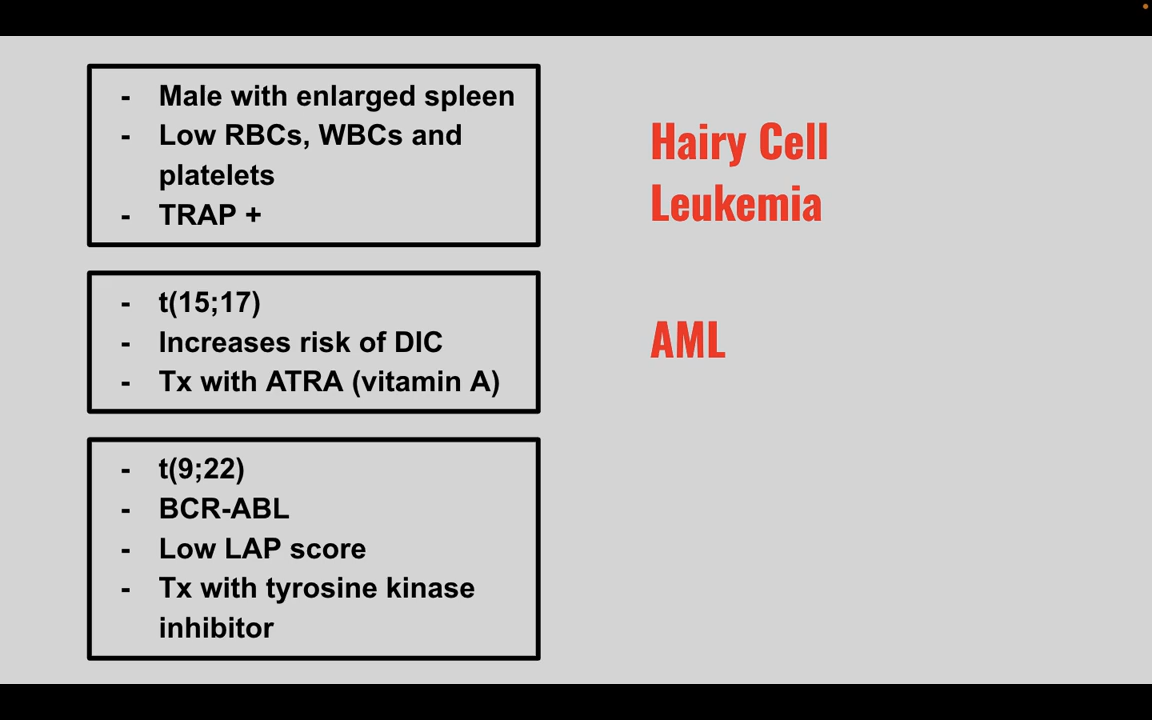 - Male with enlarged spleen
- Low RBCs, WBCs and
platelets
- TRAP +
Hairy Cell
Leukemia
- t(15;17)
- Increases risk of DIC
- Tx with ATRA (vitamin A)
AML
- t(9;22)
- BCR-ABL
- Low LAP score
- Tx with tyrosine kinase
inhibitor